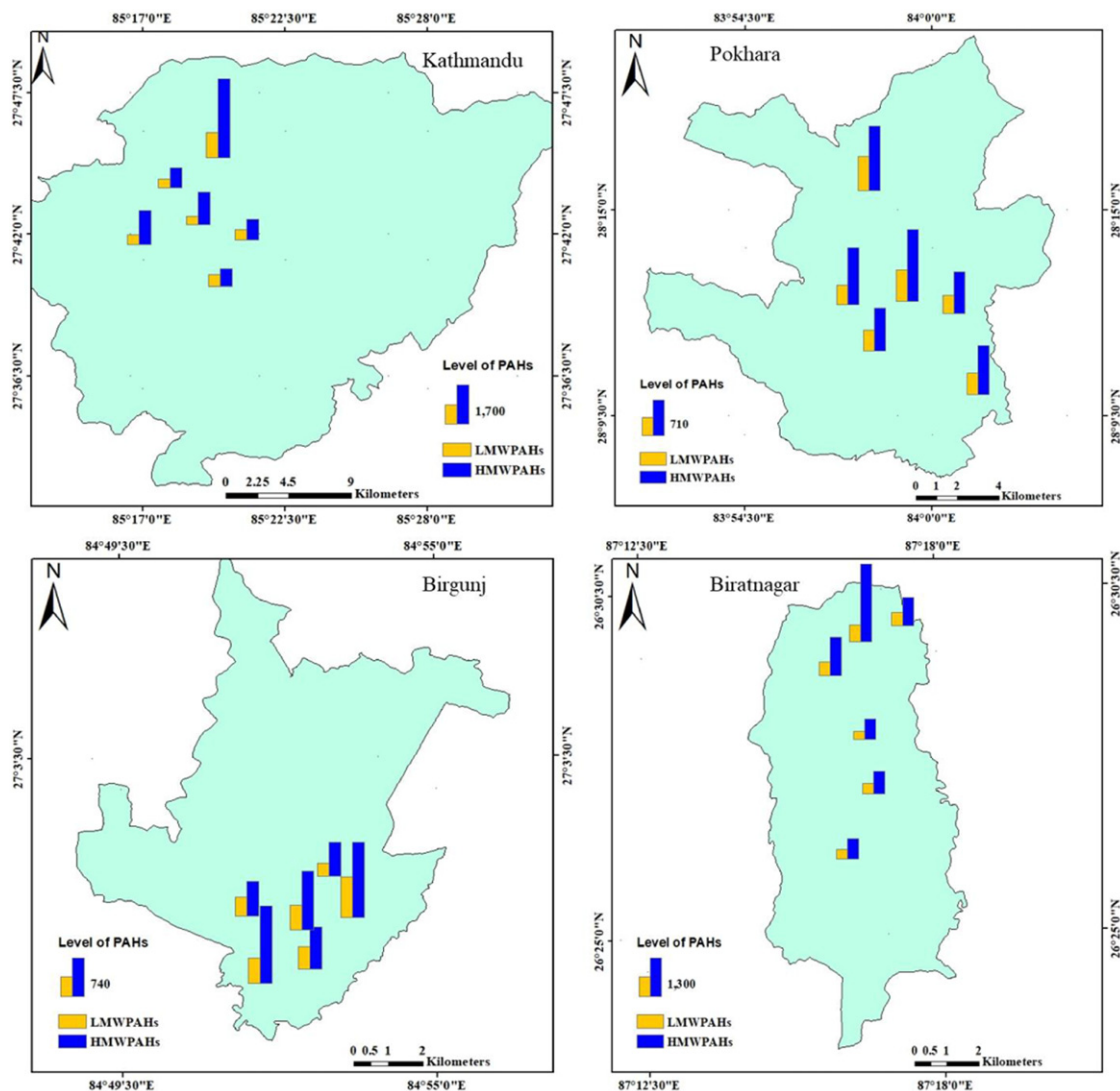 85°17'0"E 85°22'30"E 85°28'0"E
N
Kathmandu
27°47'30"N 27°47'30"N
27°42'0"N 27°42'0"N
27°36'30"N 27°36'30"N
Level of PAHs
1,700
LMWPAHs
HMWPAHs
0 2.25 4.5 9
Kilometers
85°17'0"E 85°22'30"E 85°28'0"E
83°54'30"E 84°0'0"E
N
Pokhara
28°15'0"N 28°15'0"N
28°9'30"N 28°9'30"N
Level of PAHs
710
LMWPAHs
HMWPAHs
0 1 2 4
Kilometers
83°54'30"E 84°0'0"E
84°49'30"E 84°55'0"E
N
Birgunj
27°3'30"N 27°3'30"N
Level of PAHs
740
LMWPAHs
HMWPAHs
0 0.5 1 2
Kilometers
84°49'30"E 84°55'0"E
87°12'30"E 87°18'0"E
N
Biratnagar
26°30'30"N 26°30'30"N
26°25'0"N 26°25'0"N
Level of PAHs
1,300
LMWPAHs
HMWPAHs
0 0.5 1 2
Kilometers
87°12'30"E 87°18'0"E